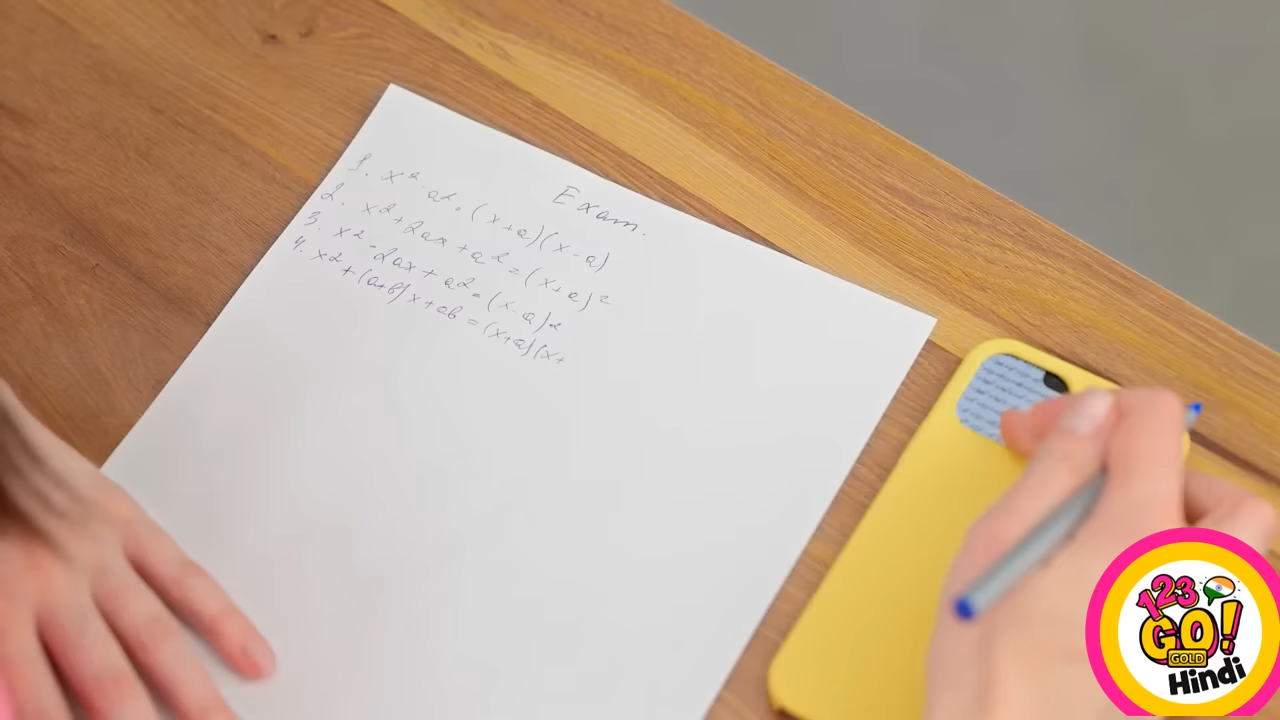 Exam.
1. x² - a² = (x+a)(x-a)
2. x² + 2ax + a² = (x+a)²
3. x² - 2ax + a² = (x-a)²
4. x² + (a+b)x + ab = (x+a)(x+
123
GO!
GOLD
Hindi